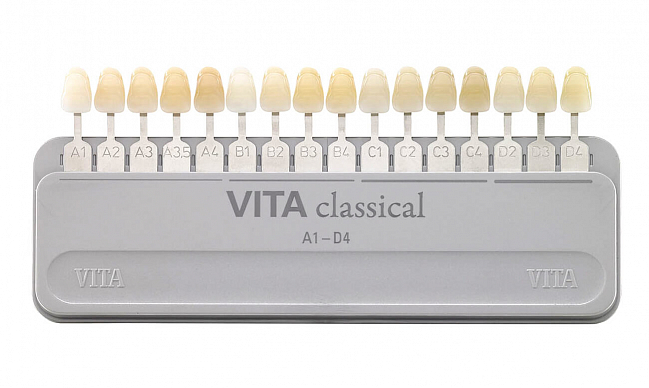 A1 A2 A3 A3.5 A4 B1 B2 B3 B4 C1 C2 C3 C4 D2 D3 D4
VITA classical
A1–D4
VITA VITA